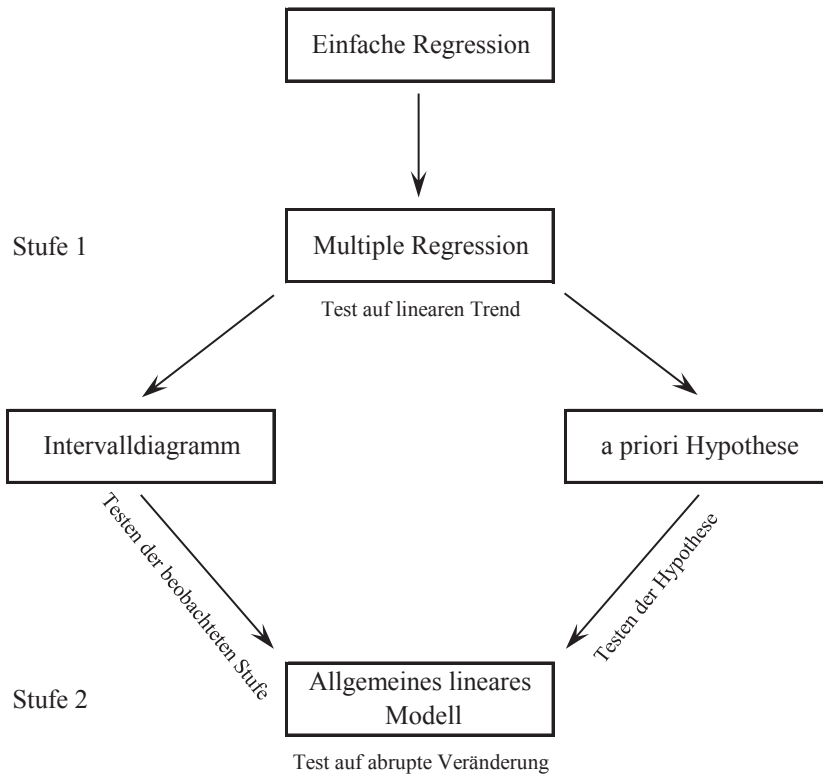 Einfache Regression
Stufe 1
Multiple Regression
Test auf linearen Trend
Intervalldiagramm
a priori Hypothese
Testen der beobachteten Stufe
Testen der Hypothese
Stufe 2
Allgemeines lineares
Modell
Test auf abrupte Veränderung